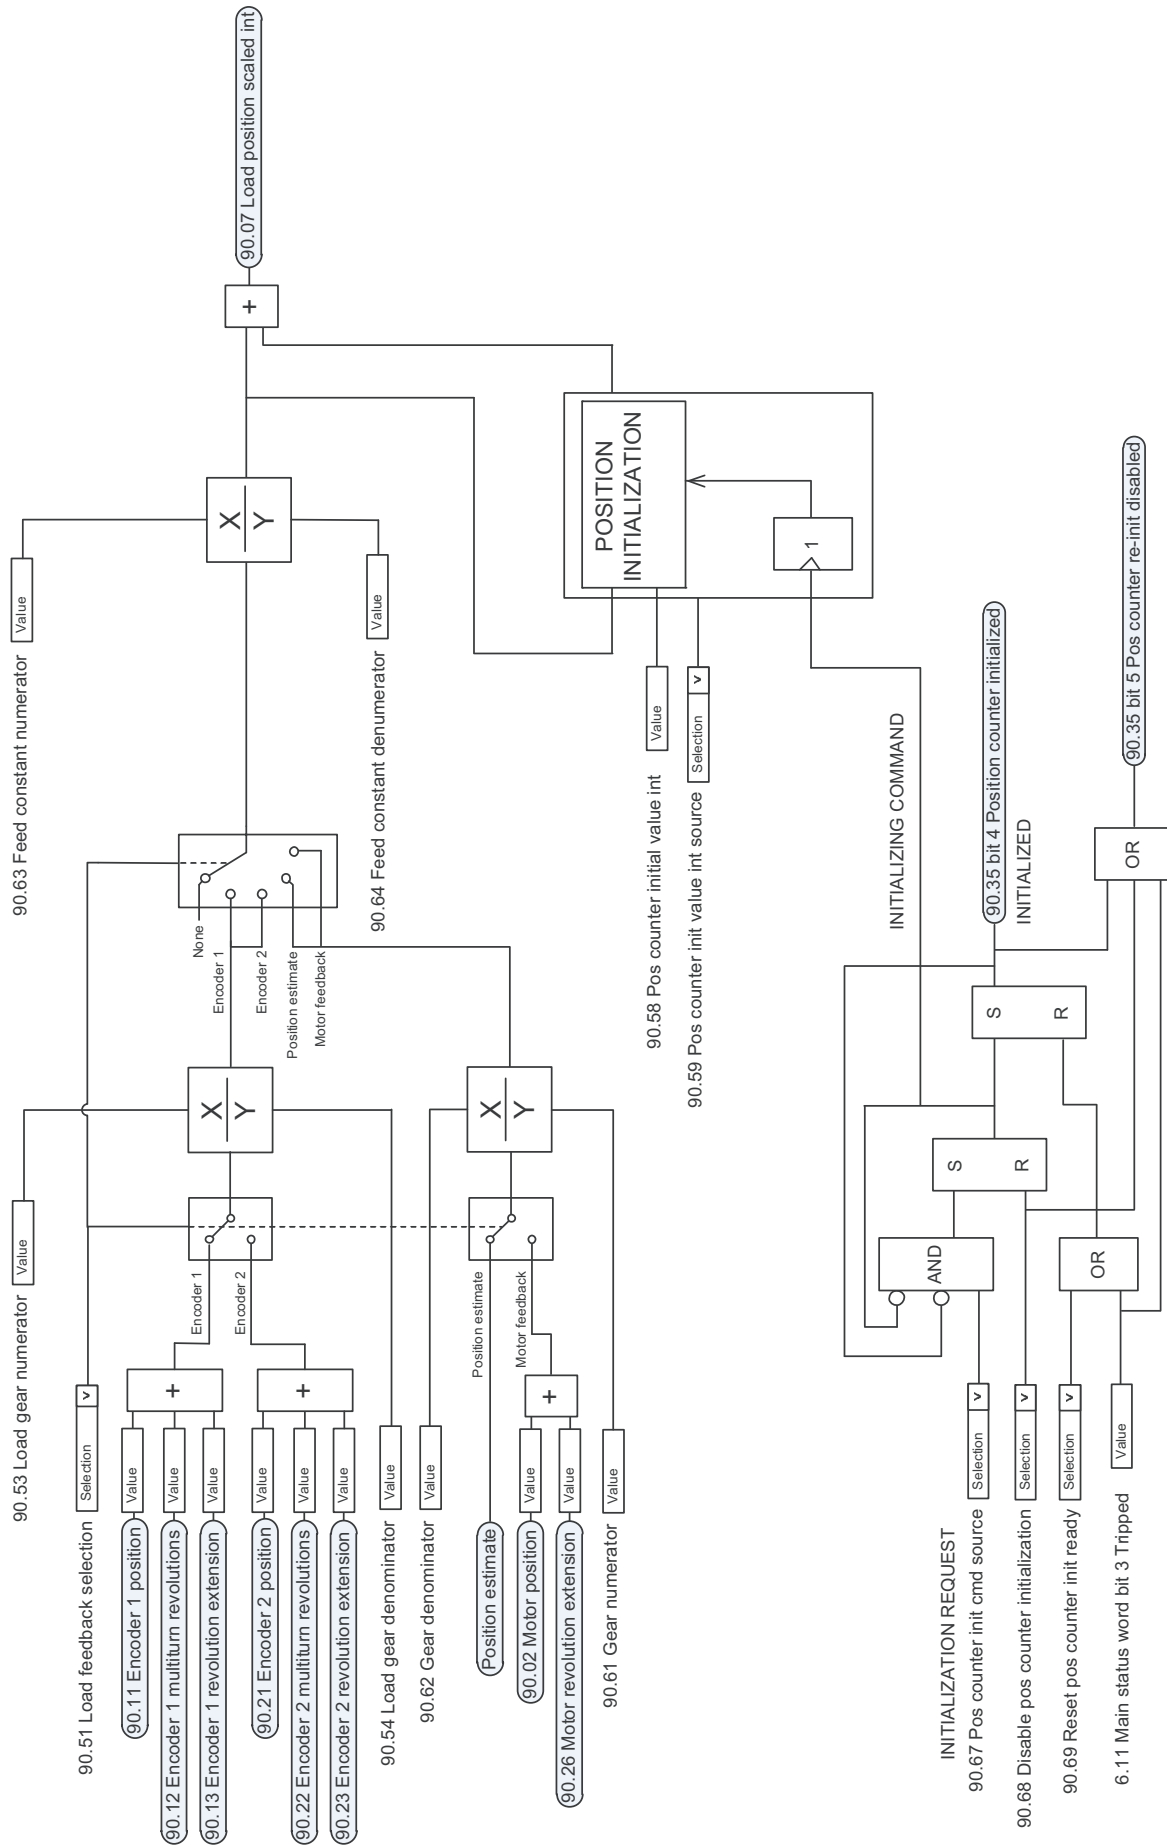 90.53 Load gear numerator
Value
90.63 Feed constant numerator
Value
90.51 Load feedback selection
Selection
v
90.11 Encoder 1 position
Value
90.12 Encoder 1 multiturn revolutions
Value
90.13 Encoder 1 revolution extension
Value
+
Encoder 1
90.21 Encoder 2 position
Value
90.22 Encoder 2 multiturn revolutions
Value
90.23 Encoder 2 revolution extension
Value
+
Encoder 2
X
Y
None
Encoder 1
Encoder 2
Position estimate
Motor feedback
X
Y
+
90.07 Load position scaled int
90.54 Load gear denominator
Value
90.64 Feed constant denumerator
Value
90.62 Gear denominator
Value
Position estimate
Position estimate
90.02 Motor position
Value
90.26 Motor revolution extension
Value
+
Motor feedback
X
Y
90.61 Gear numerator
Value
POSITION
INITIALIZATION
90.58 Pos counter initial value int
Value
90.59 Pos counter init value int source
Selection
v
1
INITIALIZING COMMAND
INITIALIZATION REQUEST
90.67 Pos counter init cmd source
Selection
v
AND
90.68 Disable pos counter initialization
Selection
v
S
R
S
R
90.35 bit 4 Position counter initialized
INITIALIZED
90.69 Reset pos counter init ready
Selection
v
6.11 Main status word bit 3 Tripped
Value
OR
OR
90.35 bit 5 Pos counter re-init disabled